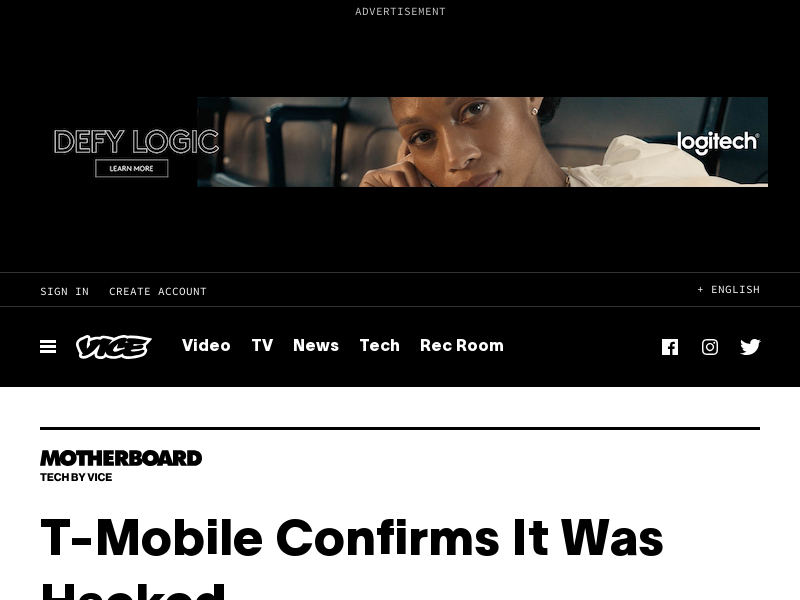 ADVERTISEMENT
DEFY LOGIC
LEARN MORE
logitech®
SIGN IN CREATE ACCOUNT + ENGLISH
VICE Video TV News Tech Rec Room
MOTHERBOARD
TECH BY VICE
T-Mobile Confirms It Was
Hacked